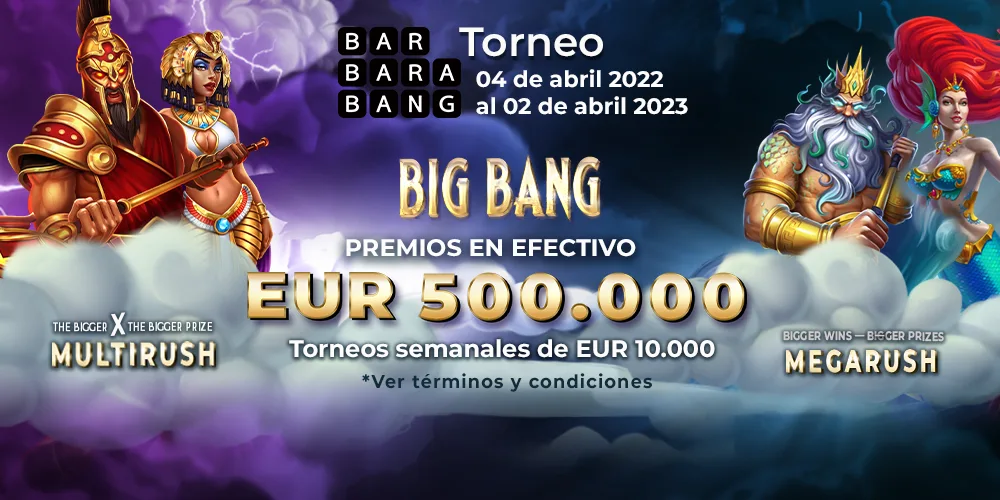 BAR
BARA
BANG
Torneo
04 de abril 2022
al 02 de abril 2023
BIG BANG
PREMIOS EN EFECTIVO
EUR 500.000
Torneos semanales de EUR 10.000
*Ver términos y condiciones
THE BIGGER X THE BIGGER PRIZE
MULTIRUSH
BIGGER WINS — BIGGER PRIZES
MEGARUSH